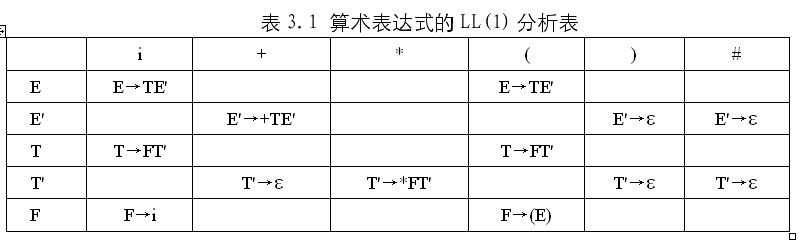 表 3.1 算术表达式的 LL(1) 分析表
i + * ( ) #
E E→TE' E→TE'
E' E'→+TE' E'→ε E'→ε
T T→FT' T→FT'
T' T'→ε T'→*FT' T'→ε T'→ε
F F→i F→(E)